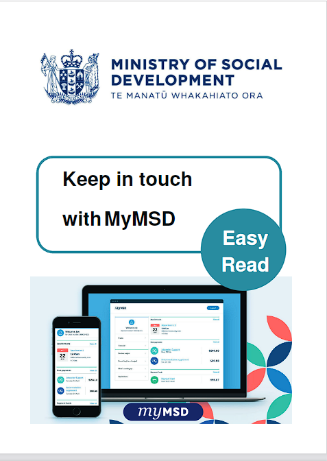 MINISTRY OF SOCIAL
DEVELOPMENT
TE MANATŪ WHAKAHIATO ORA
Keep in touch
with MyMSD
Easy
Read
myMSD